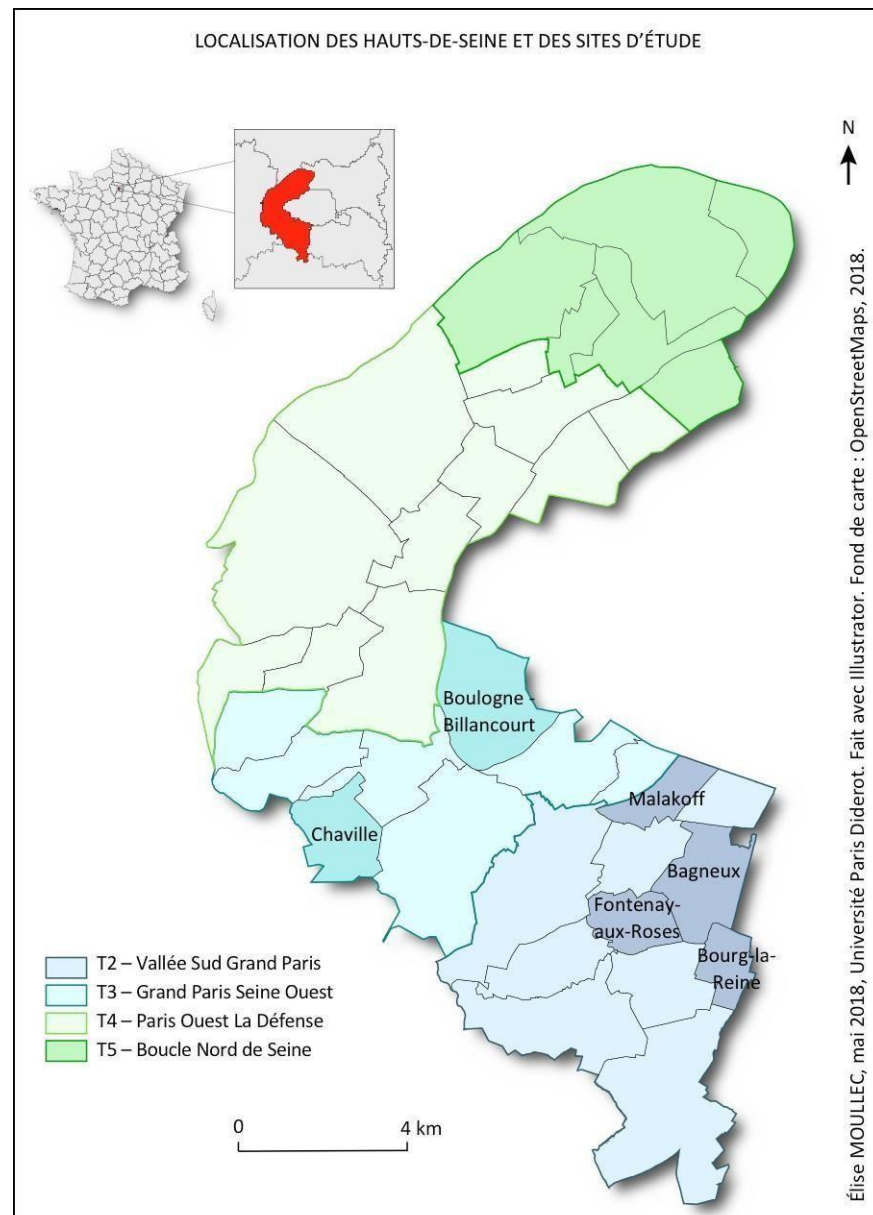 LOCALISATION DES HAUTS-DE-SEINE ET DES SITES D'ÉTUDE
N
Boulogne -
Billancourt
Malakoff
Chaville
Bagneux
Fontenay-
aux-Roses
Bourg-la-
Reine
T2 – Vallée Sud Grand Paris
T3 – Grand Paris Seine Ouest
T4 – Paris Ouest La Défense
T5 – Boucle Nord de Seine
0 4 km
Élise MOULLEC, mai 2018, Université Paris Diderot. Fait avec Illustrator. Fond de carte : OpenStreetMaps, 2018.